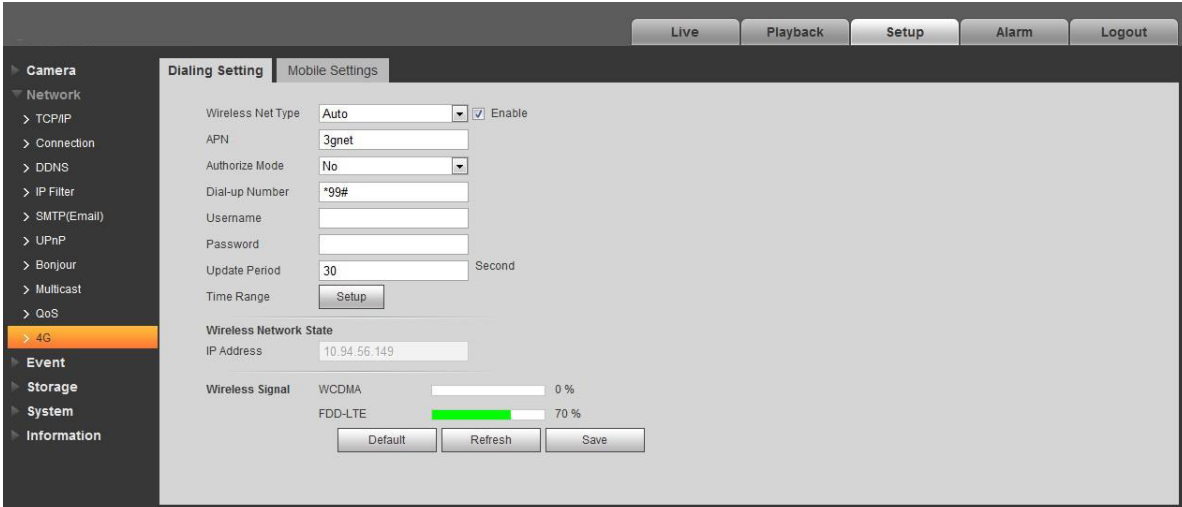 Live Playback Setup Alarm Logout
Camera
Network
TCP/IP
Connection
DDNS
IP Filter
SMTP(Email)
UPnP
Bonjour
Multicast
QoS
4G
Event
Storage
System
Information
Dialing Setting Mobile Settings
Wireless Net Type Auto Enable
APN 3gnet
Authorize Mode No
Dial-up Number *99#
Username
Password
Update Period 30 Second
Time Range Setup
Wireless Network State
IP Address 10.94.56.149
Wireless Signal WCDMA 0 %
FDD-LTE 70 %
Default Refresh Save